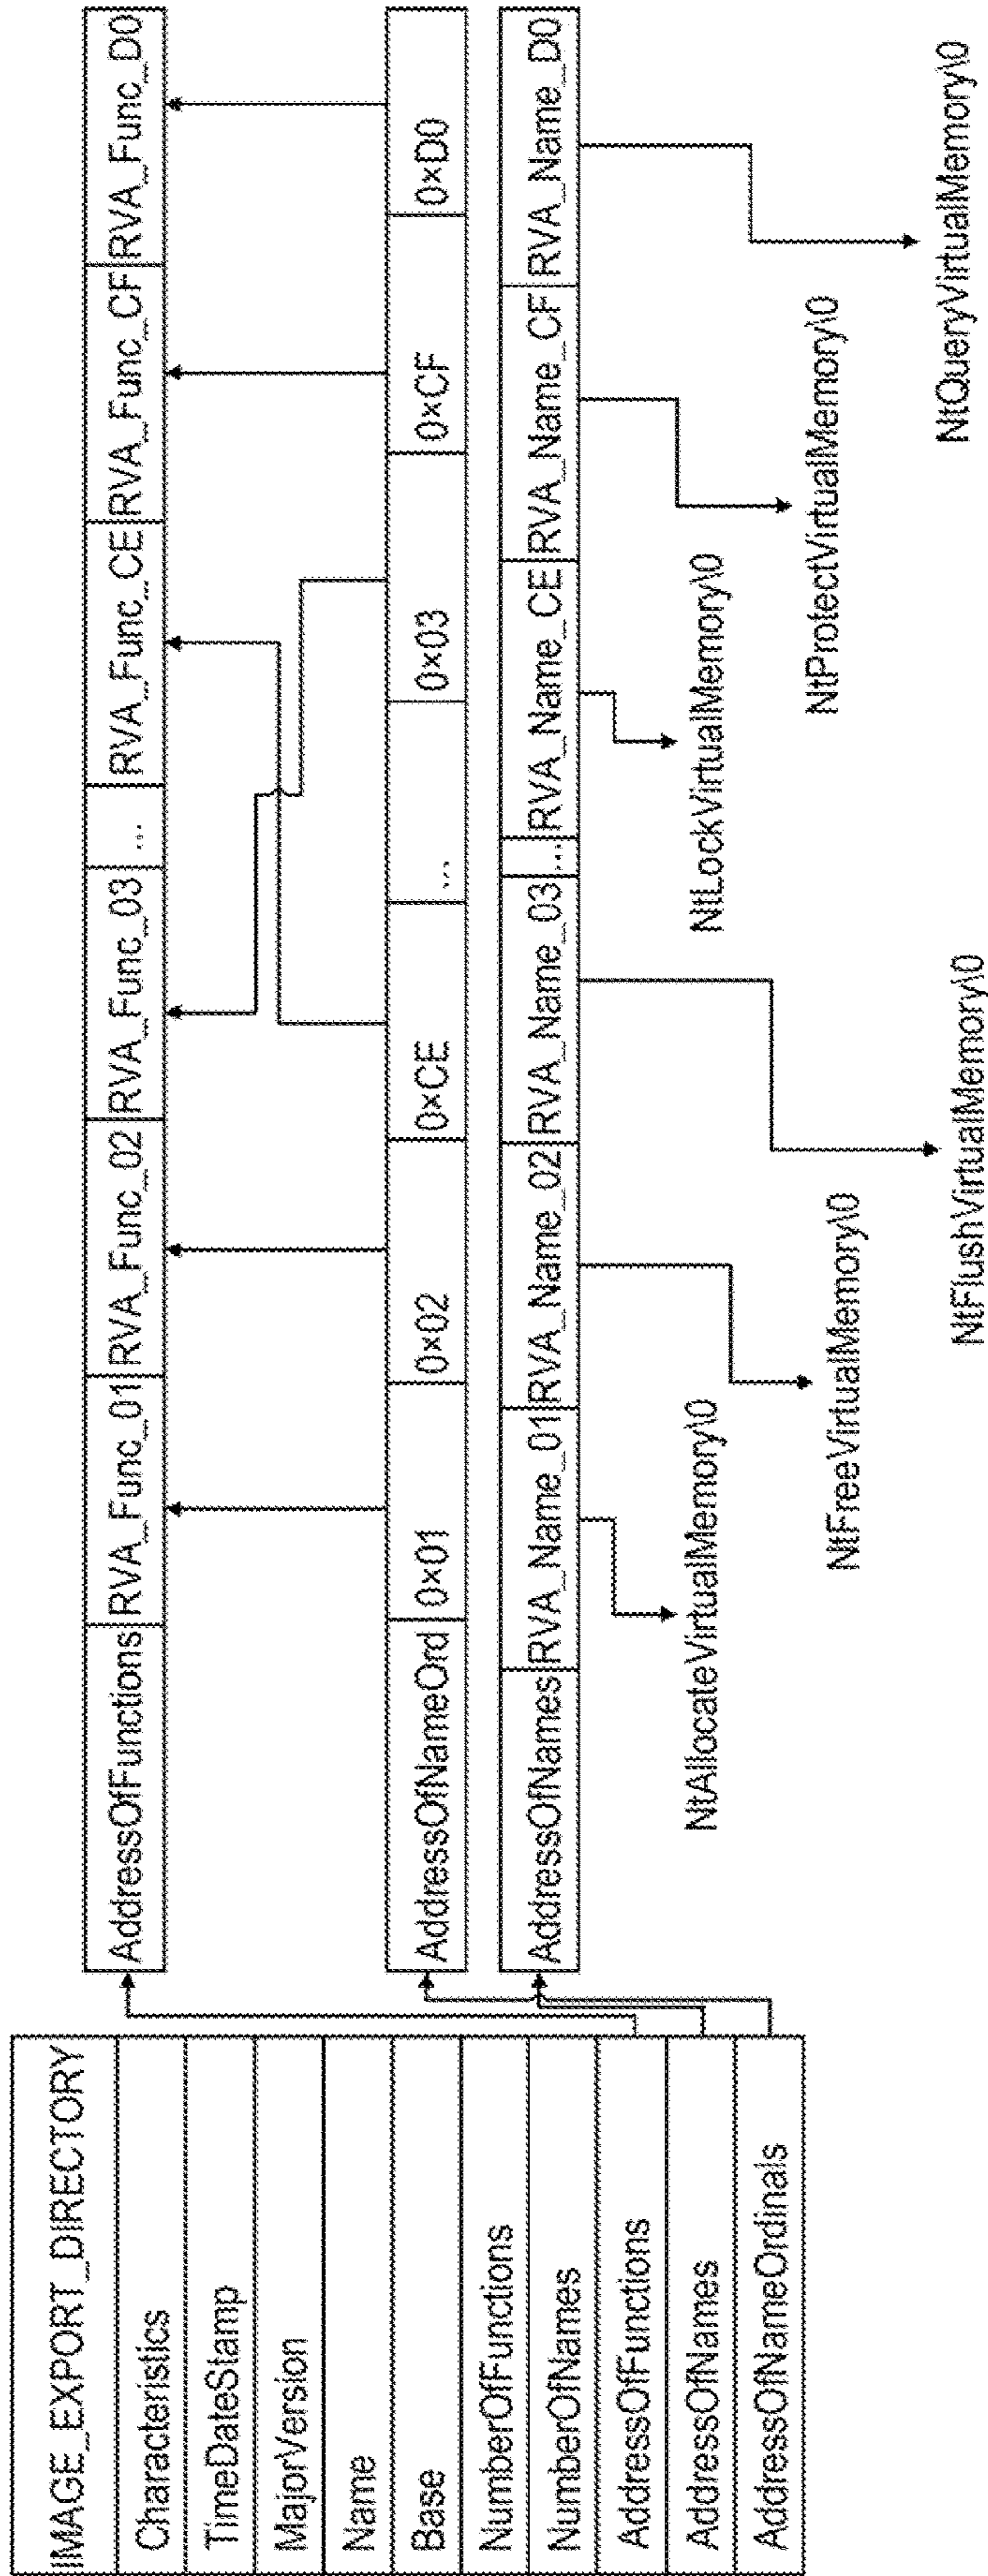 IMAGE_EXPORT_DIRECTORY
Characteristics
TimeDateStamp
MajorVersion
Name
Base
NumberOfFunctions
NumberOfNames
AddressOfFunctions
AddressOfNames
AddressOfNameOrdinals
AddressOfFunctions RVA_Func_01 RVA_Func_02 RVA_Func_03 ... RVA_Func_CE RVA_Func_CF RVA_Func_D0
AddressOfNameOrd 0×01 0×02 0×CE ... 0×03 0×CF 0×D0
AddressOfNames RVA_Name_01 RVA_Name_02 RVA_Name_03 ... RVA_Name_CE RVA_Name_CF RVA_Name_D0
NtAllocateVirtualMemory\0
NtLockVirtualMemory\0
NtFreeVirtualMemory\0
NtProtectVirtualMemory\0
NtFlushVirtualMemory\0
NtQueryVirtualMemory\0